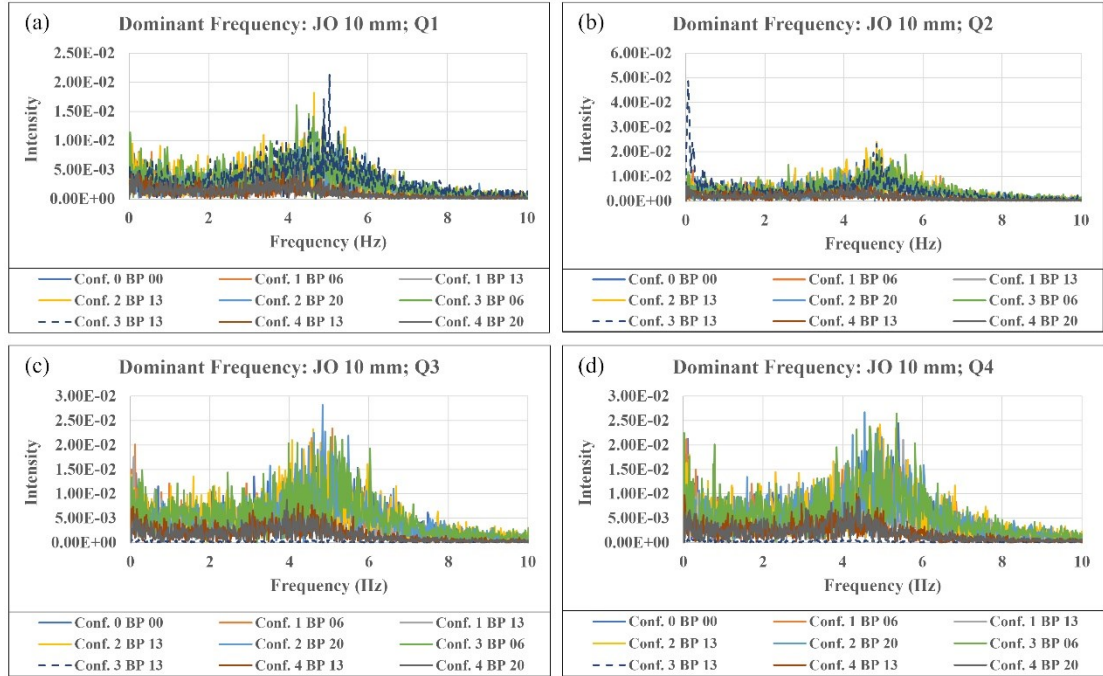 (a) Dominant Frequency: JO 10 mm; Q1
2.50E-02
2.00E-02
1.50E-02
1.00E-02
5.00E-03
0.00E+00
Intensity
0 2 4 6 8 10
Frequency (Hz)
Conf. 0 BP 00 Conf. 1 BP 06 Conf. 1 BP 13
Conf. 2 BP 13 Conf. 2 BP 20 Conf. 3 BP 06
Conf. 3 BP 13 Conf. 4 BP 13 Conf. 4 BP 20
(b) Dominant Frequency: JO 10 mm; Q2
6.00E-02
5.00E-02
4.00E-02
3.00E-02
2.00E-02
1.00E-02
0.00E+00
Intensity
0 2 4 6 8 10
Frequency (Hz)
Conf. 0 BP 00 Conf. 1 BP 06 Conf. 1 BP 13
Conf. 2 BP 13 Conf. 2 BP 20 Conf. 3 BP 06
Conf. 3 BP 13 Conf. 4 BP 13 Conf. 4 BP 20
(c) Dominant Frequency: JO 10 mm; Q3
3.00E-02
2.50E-02
2.00E-02
1.50E-02
1.00E-02
5.00E-03
0.00E+00
Intensity
0 2 4 6 8 10
Frequency (Hz)
Conf. 0 BP 00 Conf. 1 BP 06 Conf. 1 BP 13
Conf. 2 BP 13 Conf. 2 BP 20 Conf. 3 BP 06
Conf. 3 BP 13 Conf. 4 BP 13 Conf. 4 BP 20
(d) Dominant Frequency: JO 10 mm; Q4
3.00E-02
2.50E-02
2.00E-02
1.50E-02
1.00E-02
5.00E-03
0.00E+00
Intensity
0 2 4 6 8 10
Frequency (Hz)
Conf. 0 BP 00 Conf. 1 BP 06 Conf. 1 BP 13
Conf. 2 BP 13 Conf. 2 BP 20 Conf. 3 BP 06
Conf. 3 BP 13 Conf. 4 BP 13 Conf. 4 BP 20